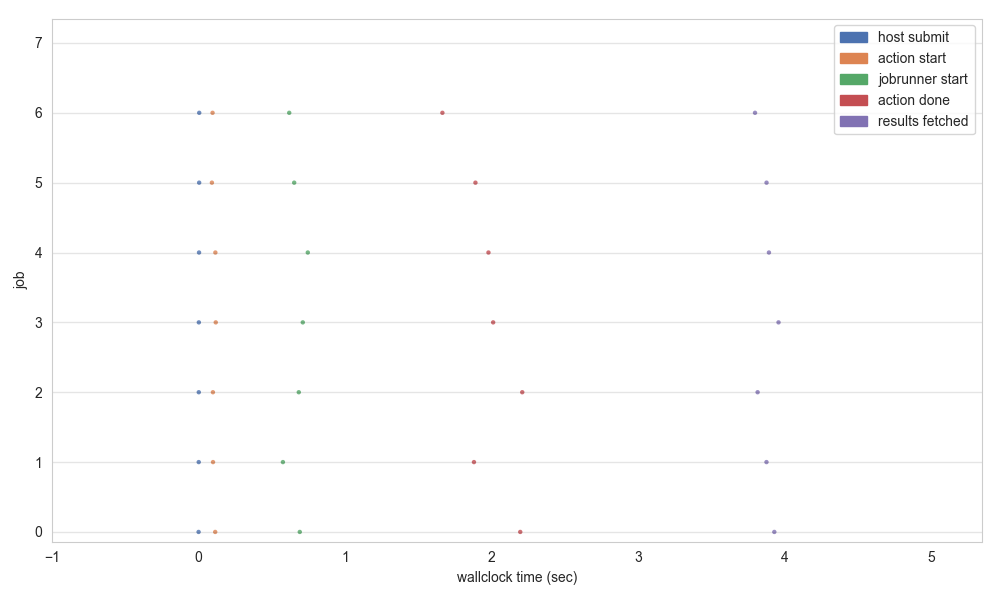 host submit
action start
jobrunner start
action done
results fetched
7
6
5
4
3
2
1
0
job
−1 0 1 2 3 4 5
wallclock time (sec)